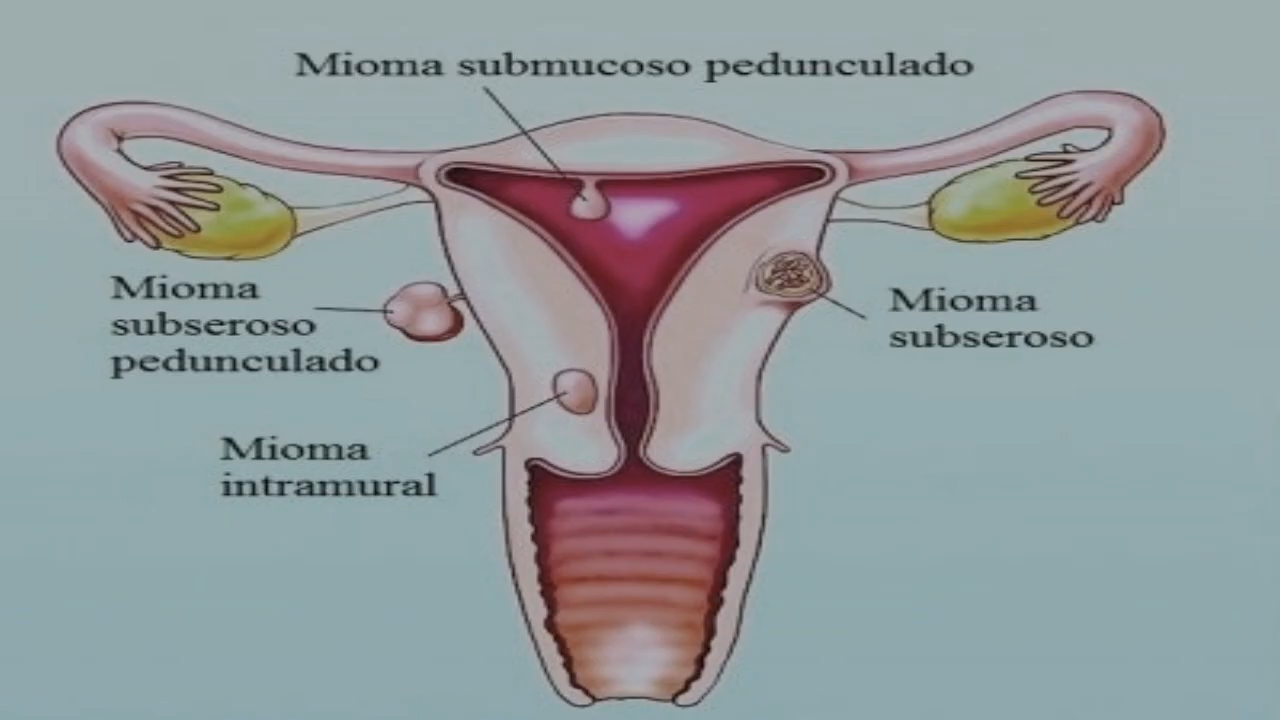 Mioma submucoso pedunculado
Mioma
subseroso
pedunculado
Mioma
subseroso
Mioma
intramural